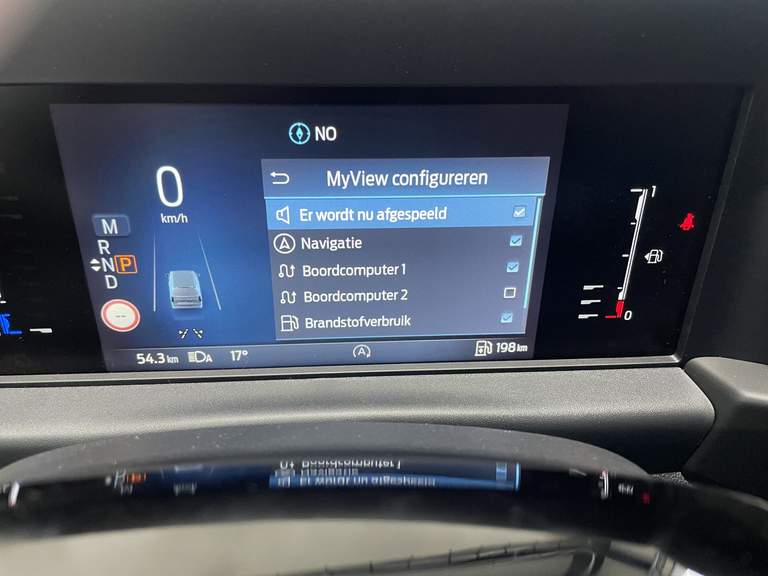 NO
0
km/h
MyView configureren
Er wordt nu afgespeeld
Navigatie
Boordcomputer 1
Boordcomputer 2
Brandstofverbruik
M
R
N
P
D
1
0
54.3 km
A
17°
A
198 km